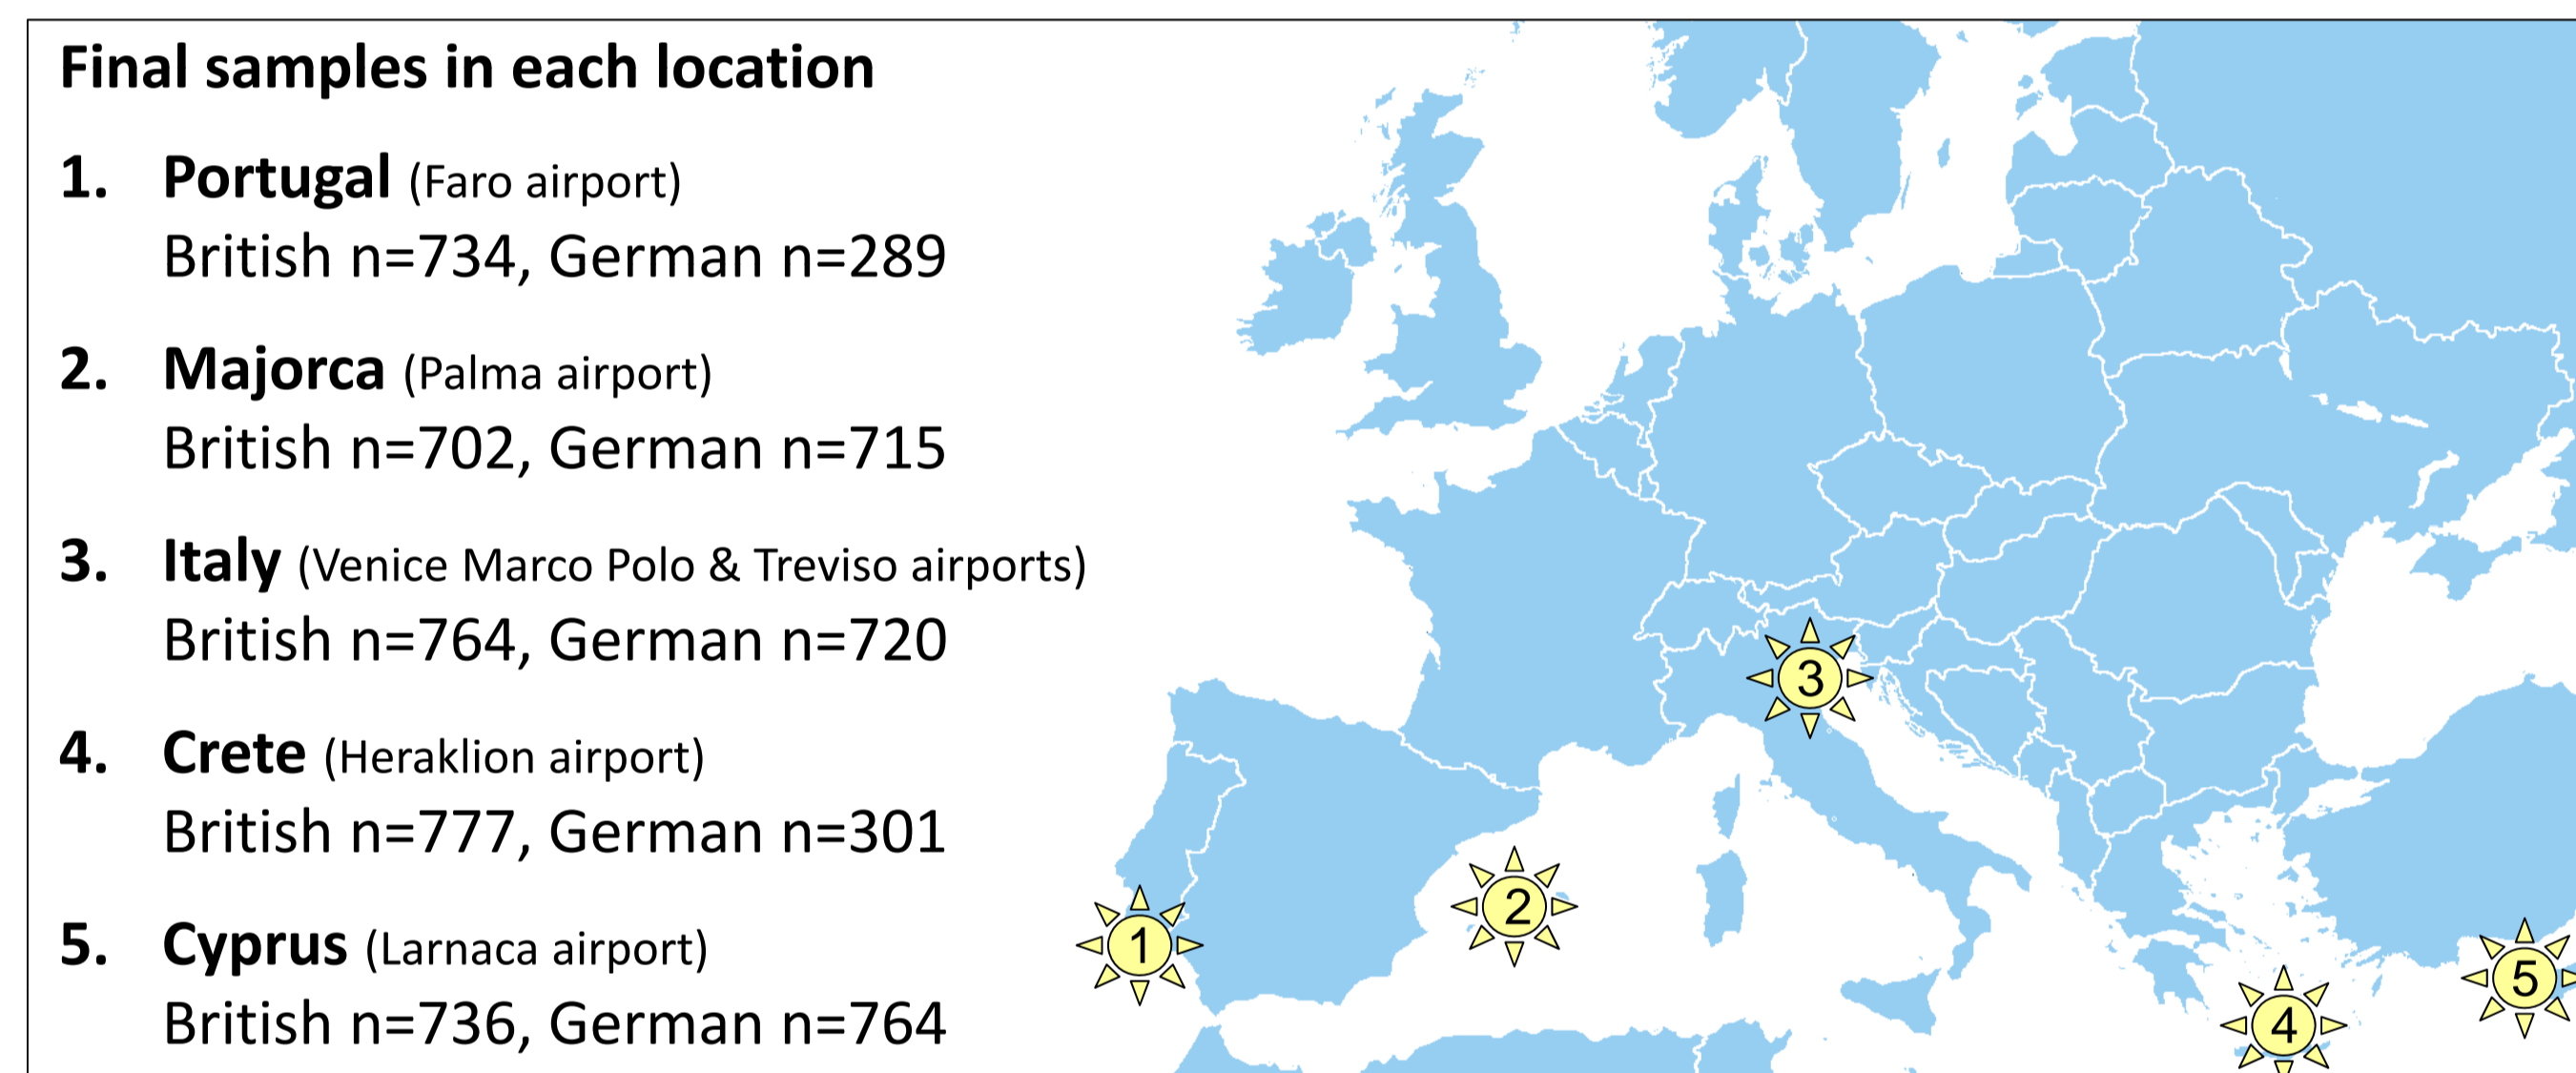 Final samples in each location
1. Portugal (Faro airport)
British n=734, German n=289
2. Majorca (Palma airport)
British n=702, German n=715
3. Italy (Venice Marco Polo & Treviso airports)
British n=764, German n=720
4. Crete (Heraklion airport)
British n=777, German n=301
5. Cyprus (Larnaca airport)
British n=736, German n=764
3
2
1
5
4